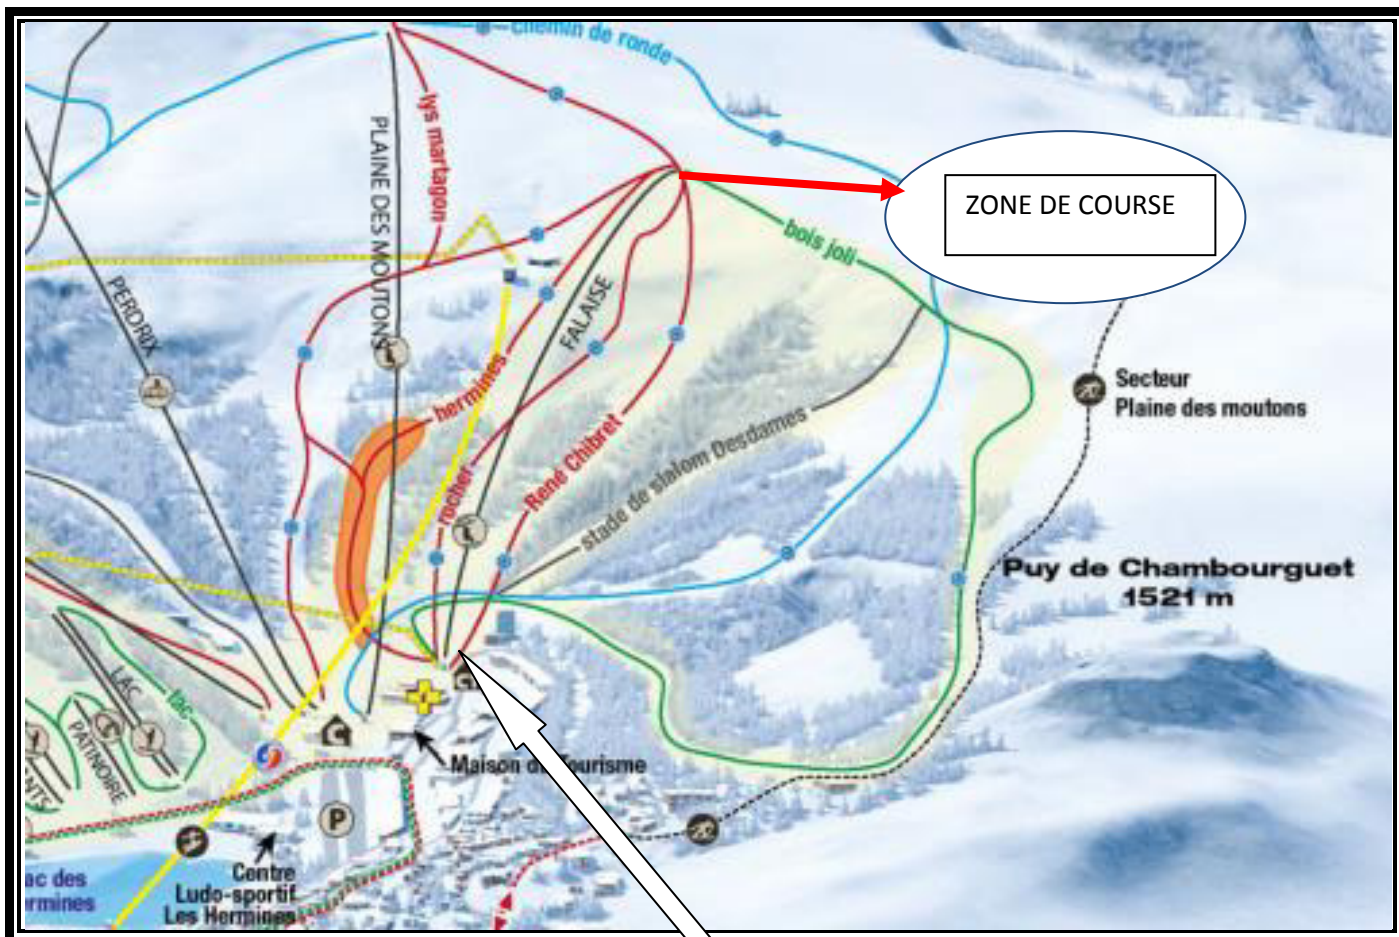 chemin de ronde
lys martagon
PLAINE DES MOUTONS
ZONE DE COURSE
bois joli
PERDRIX
FALAISE
hermines
Secteur
Plaine des moutons
rocher
René Chibret
stade de slalom Desdames
Puy de Chambourguet
1521 m
LAC
lac
PATINOIRE
ANTS
Maison du Tourisme
P
Centre
Ludo-sportif
Les Hermines
ac des
ermines